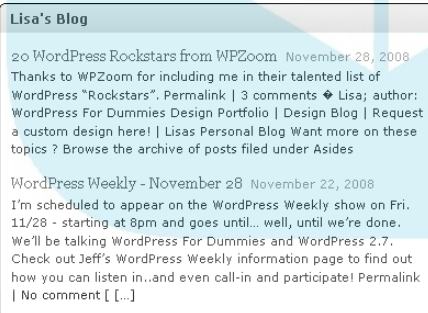 Lisa's Blog
20 WordPress Rockstars from WPZoom November 28, 2008
Thanks to WPZoom for including me in their talented list of
WordPress “Rockstars”. Permalink | 3 comments � Lisa; author:
WordPress For Dummies Design Portfolio | Design Blog | Request
a custom design here! | Lisas Personal Blog Want more on these
topics ? Browse the archive of posts filed under Asides
WordPress Weekly - November 28 November 22, 2008
I’m scheduled to appear on the WordPress Weekly show on Fri.
11/28 - starting at 8pm and goes until... well, until we’re done.
We’ll be talking WordPress For Dummies and WordPress 2.7.
Check out Jeff’s WordPress Weekly information page to find out
how you can listen in..and even call-in and participate! Permalink
| No comment [ [...]